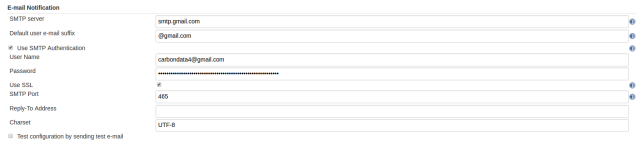 E-mail Notification
SMTP server
smtp.gmail.com
Default user e-mail suffix
@gmail.com
Use SMTP Authentication
User Name
carbondata4@gmail.com
Password
Use SSL
SMTP Port
465
Reply-To Address
Charset
UTF-8
Test configuration by sending test e-mail